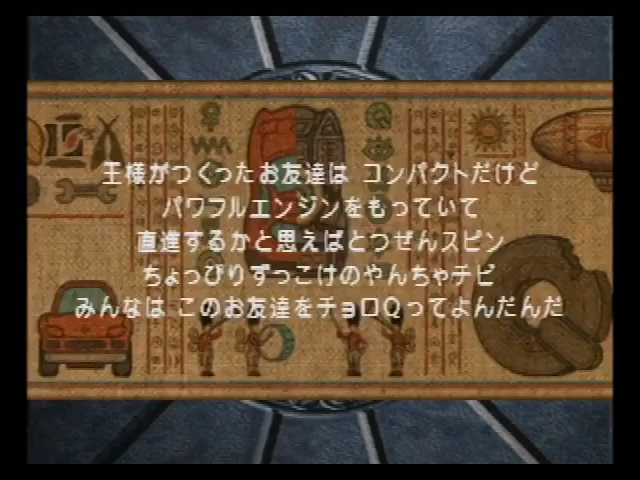 王様がつくったお友達は コンパクトだけど
パワフルエンジンをもっていて
直進するかと思えばとつぜんスピン
ちょっぴりずっこけのやんちゃチビ
みんなは このお友達をチョロQってよんだんだ